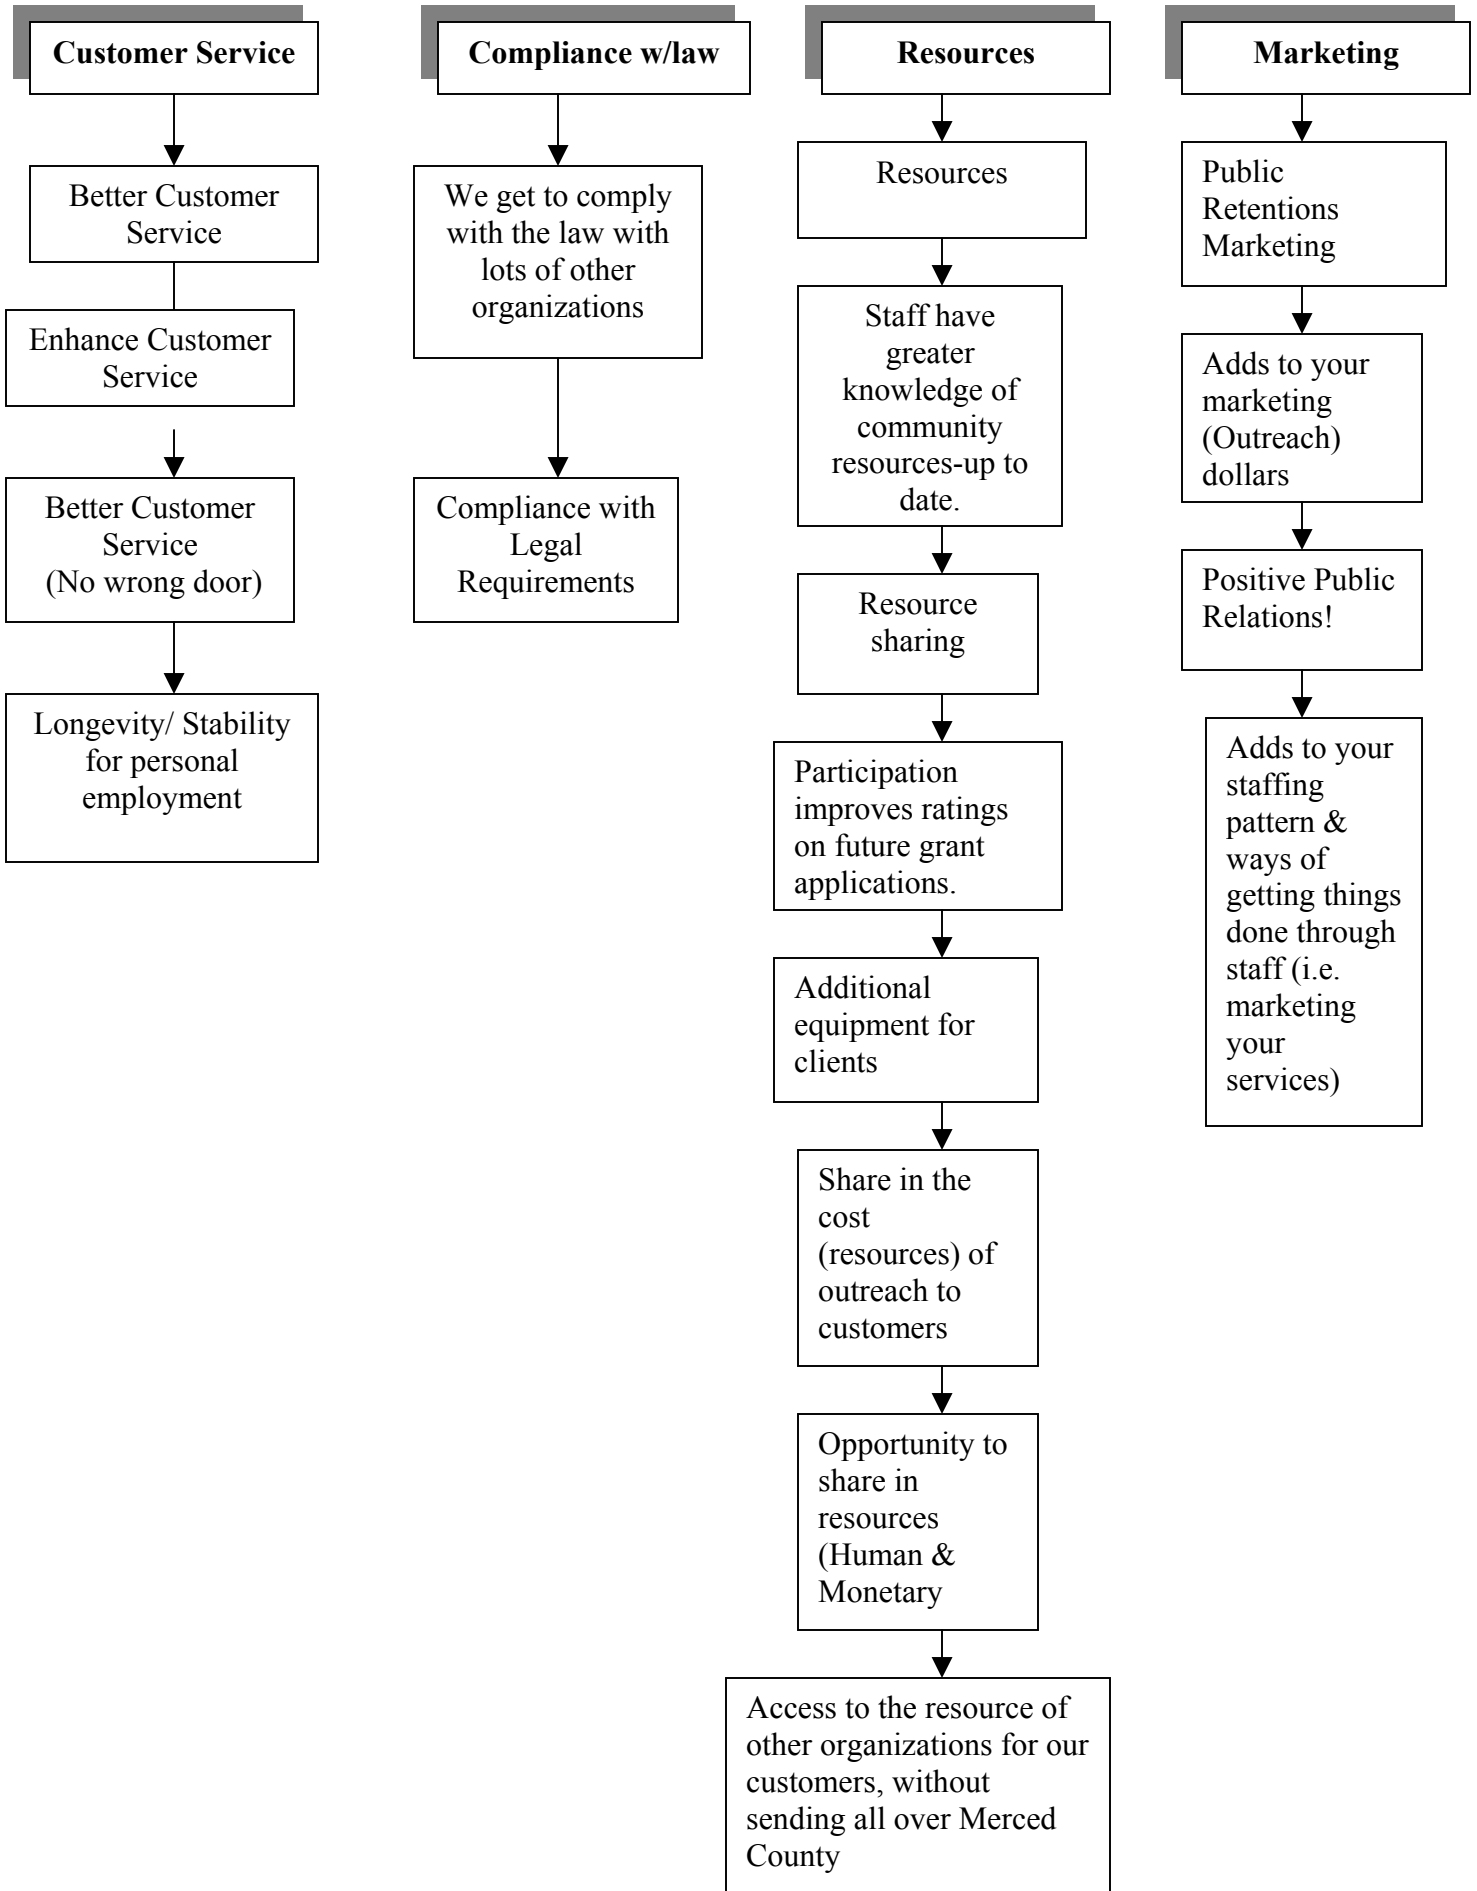 Customer Service
Better Customer
Service
Enhance Customer
Service
Better Customer
Service
(No wrong door)
Longevity/ Stability
for personal
employment
Compliance w/law
We get to comply
with the law with
lots of other
organizations
Compliance with
Legal
Requirements
Resources
Resources
Staff have
greater
knowledge of
community
resources-up to
date.
Resource
sharing
Participation
improves ratings
on future grant
applications.
Additional
equipment for
clients
Share in the
cost
(resources) of
outreach to
customers
Opportunity to
share in
resources
(Human &
Monetary
Access to the resource of
other organizations for our
customers, without
sending all over Merced
County
Marketing
Public
Retentions
Marketing
Adds to your
marketing
(Outreach)
dollars
Positive Public
Relations!
Adds to your
staffing
pattern &
ways of
getting things
done through
staff (i.e.
marketing
your
services)